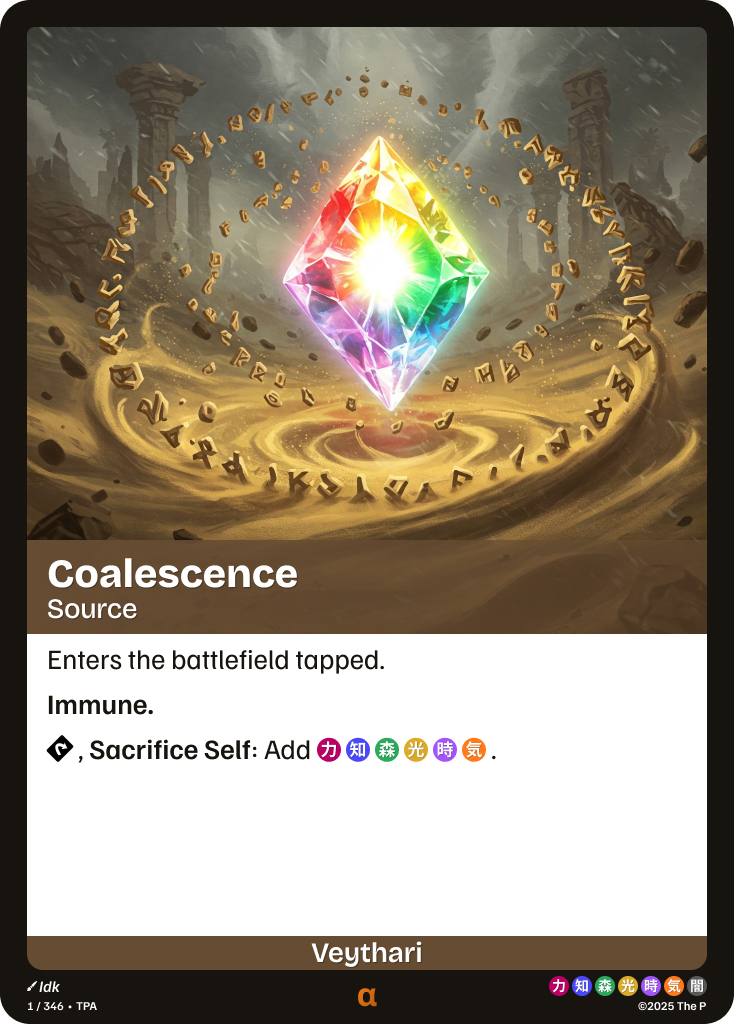 Coalescence
Source
Enters the battlefield tapped.
Immune.
, Sacrifice Self: Add 力知森光時気.
Veythari
Idk
1 / 346 • TPA
α
力知森光時気闇
©2025 The P